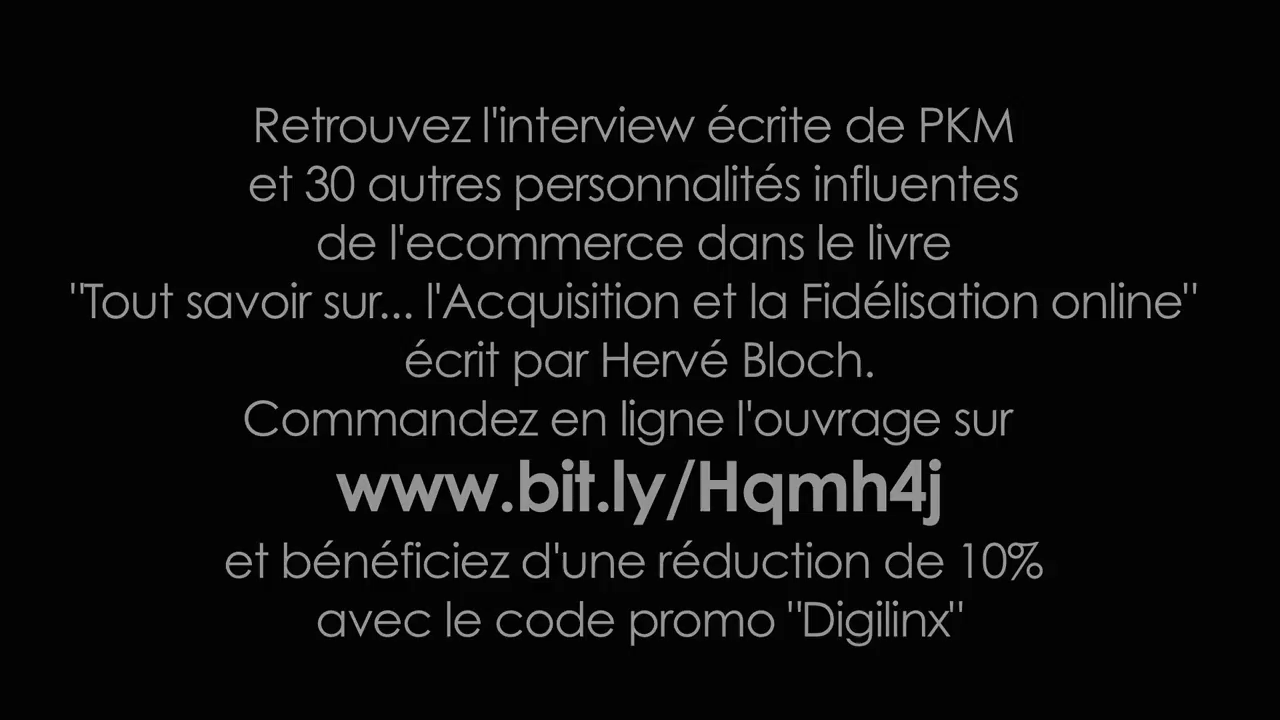 Retrouvez l'interview écrite de PKM
et 30 autres personnalités influentes
de l'ecommerce dans le livre
"Tout savoir sur... l'Acquisition et la Fidélisation online"
écrit par Hervé Bloch.
Commandez en ligne l'ouvrage sur
www.bit.ly/Hqmh4j
et bénéficiez d'une réduction de 10%
avec le code promo "Digilinx"